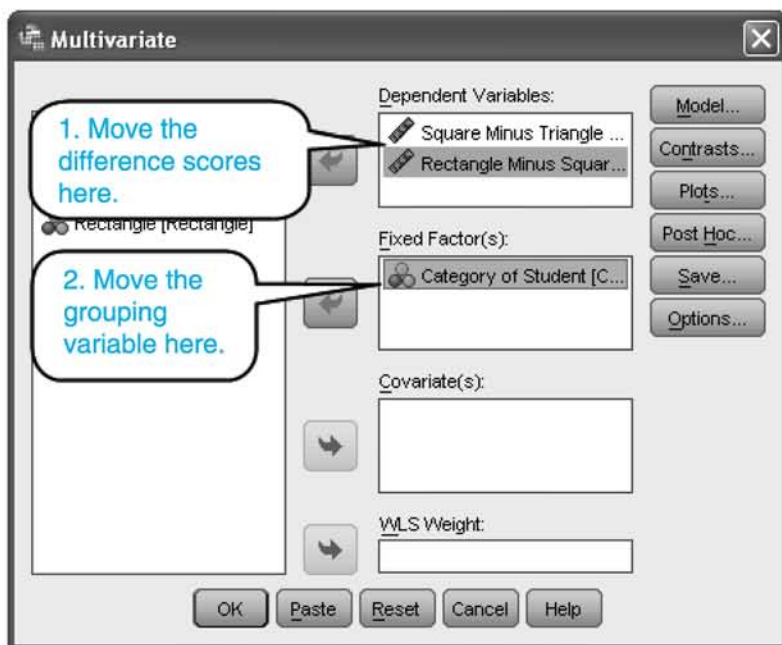 Multivariate
Dependent Variables:
Square Minus Triangle ...
Rectangle Minus Squar...
1. Move the
difference scores
here.
Rectangle [Rectangle]
Fixed Factor(s):
Category of Student [C...
2. Move the
grouping
variable here.
Covariate(s):
WLS Weight:
Model...
Contrasts...
Plots...
Post Hoc...
Save...
Options...
OK
Paste
Reset
Cancel
Help